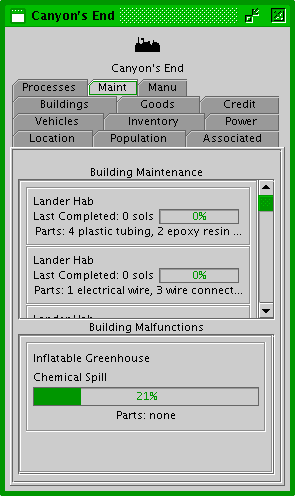 Canyon's End
Canyon's End
Processes Maint Manu
Buildings Goods Credit
Vehicles Inventory Power
Location Population Associated
Building Maintenance
Lander Hab
Last Completed: 0 sols 0%
Parts: 4 plastic tubing, 2 epoxy resin ...
Lander Hab
Last Completed: 0 sols 0%
Parts: 1 electrical wire, 3 wire connect...
Lander Hab
Building Malfunctions
Inflatable Greenhouse
Chemical Spill
21%
Parts: none